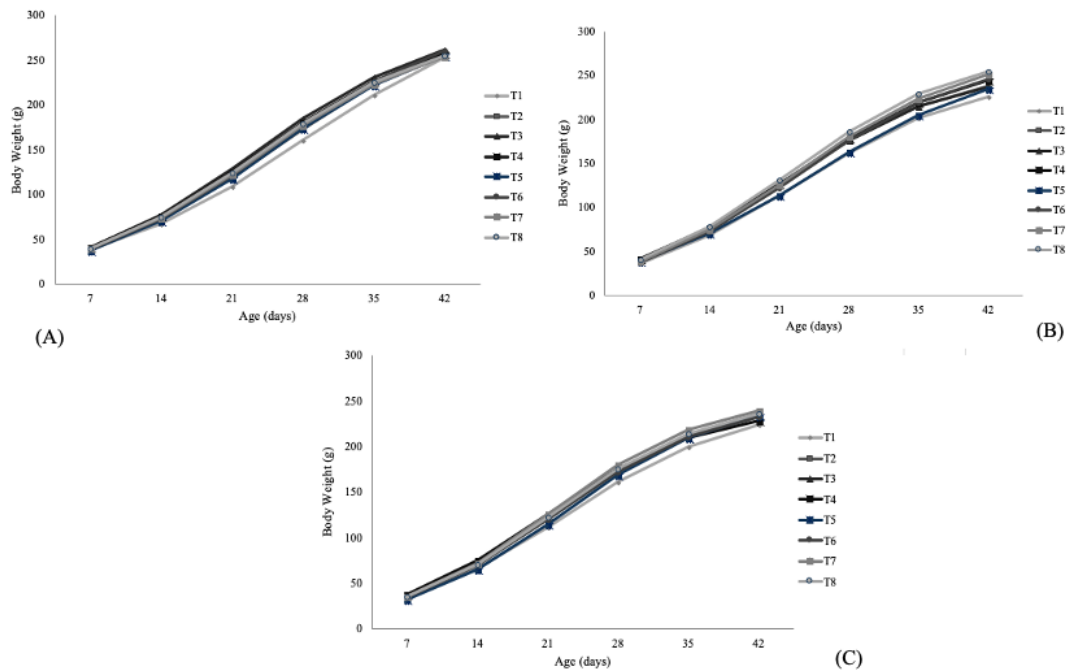 300
250
200
150
100
50
0
Body Weight (g)
7 14 21 28 35 42
Age (days)
T1
T2
T3
T4
T5
T6
T7
T8
(A)
300
250
200
150
100
50
0
Body Weight (g)
7 14 21 28 35 42
Age (days)
T1
T2
T3
T4
T5
T6
T7
T8
(B)
300
250
200
150
100
50
0
Body Weight (g)
7 14 21 28 35 42
Age (days)
T1
T2
T3
T4
T5
T6
T7
T8
(C)